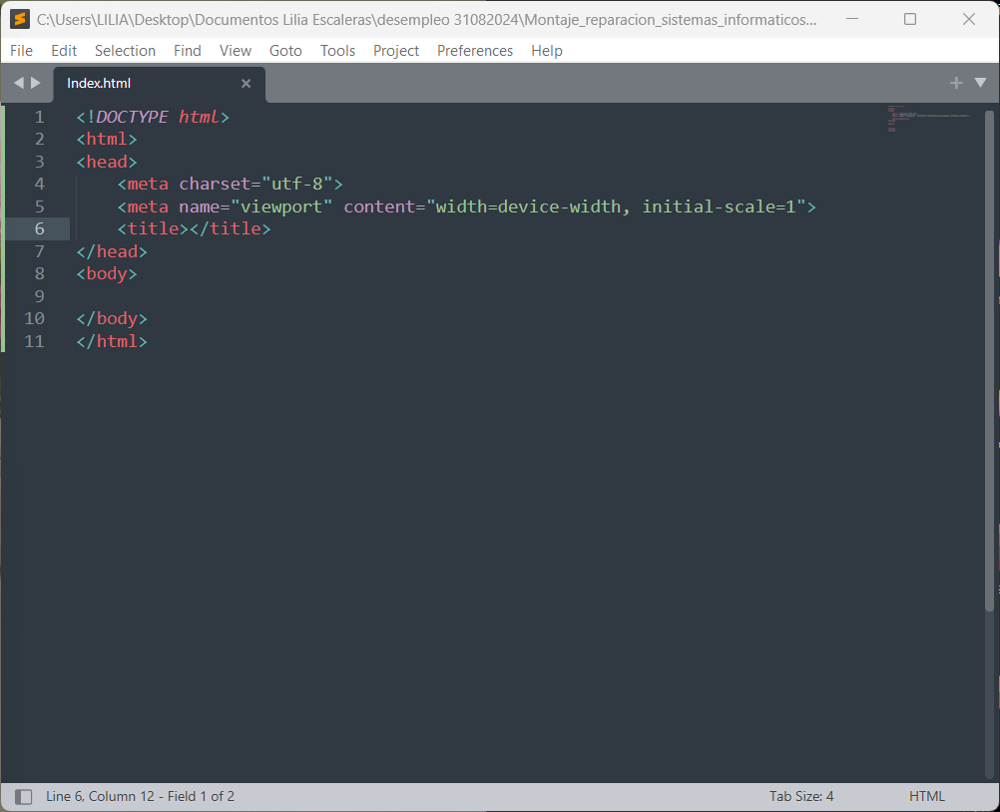 C:\Users\LILIA\Desktop\Documentos Lilia Escaleras\desempleo 31082024\Montaje_reparacion_sistemas_informaticos...
File Edit Selection Find View Goto Tools Project Preferences Help
Index.html
1 <!DOCTYPE html>
2 <html>
3 <head>
4     <meta charset="utf-8">
5     <meta name="viewport" content="width=device-width, initial-scale=1">
6     <title></title>
7 </head>
8 <body>
9
10 </body>
11 </html>
Line 6, Column 12 - Field 1 of 2 Tab Size: 4 HTML